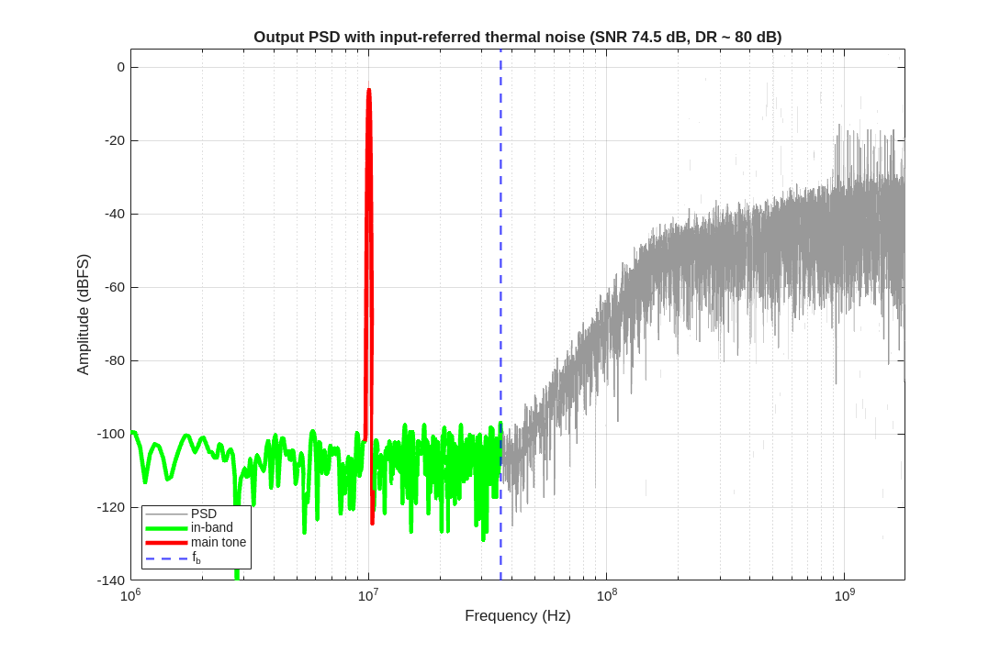 Output PSD with input-referred thermal noise (SNR 74.5 dB, DR ~ 80 dB)
Amplitude (dBFS)
0
-20
-40
-60
-80
-100
-120
-140
PSD
in-band
main tone
f_b
10^6
10^7
10^8
10^9
Frequency (Hz)